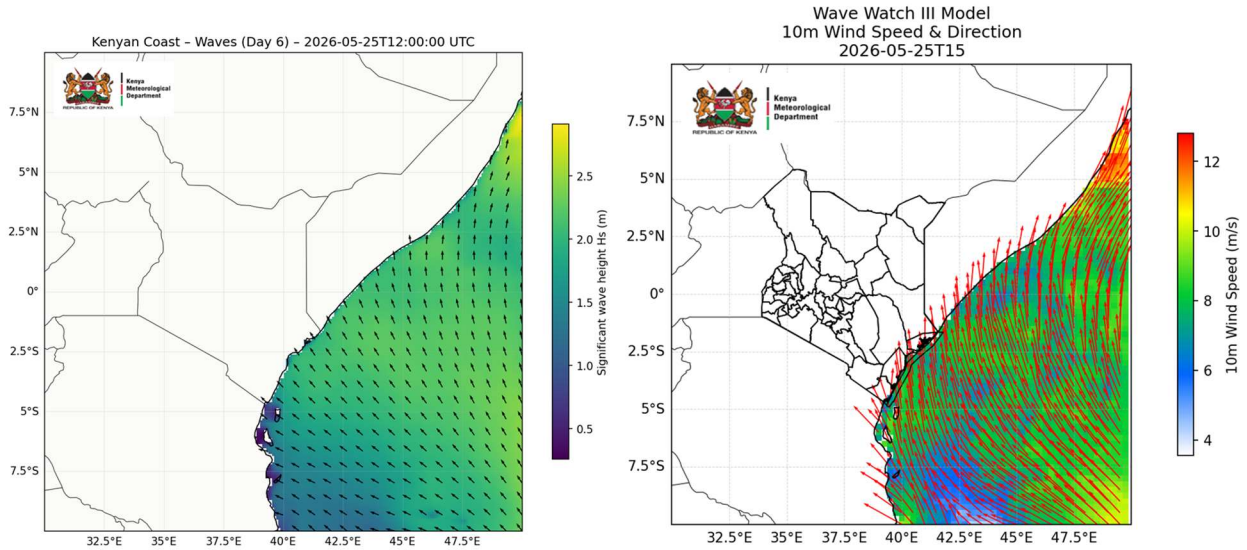 Kenyan Coast – Waves (Day 6) – 2026-05-25T12:00:00 UTC
Kenya
Meteorological
Department
REPUBLIC OF KENYA
7.5°N
5°N
2.5°N
0°
2.5°S
5°S
7.5°S
32.5°E
35°E
37.5°E
40°E
42.5°E
45°E
47.5°E
2.5
2.0
1.5
1.0
0.5
Significant wave height Hs (m)
Wave Watch III Model
10m Wind Speed & Direction
2026-05-25T15
Kenya
Meteorological
Department
REPUBLIC OF KENYA
7.5°N
5°N
2.5°N
0°
2.5°S
5°S
7.5°S
32.5°E
35°E
37.5°E
40°E
42.5°E
45°E
47.5°E
12
10
8
6
4
10m Wind Speed (m/s)